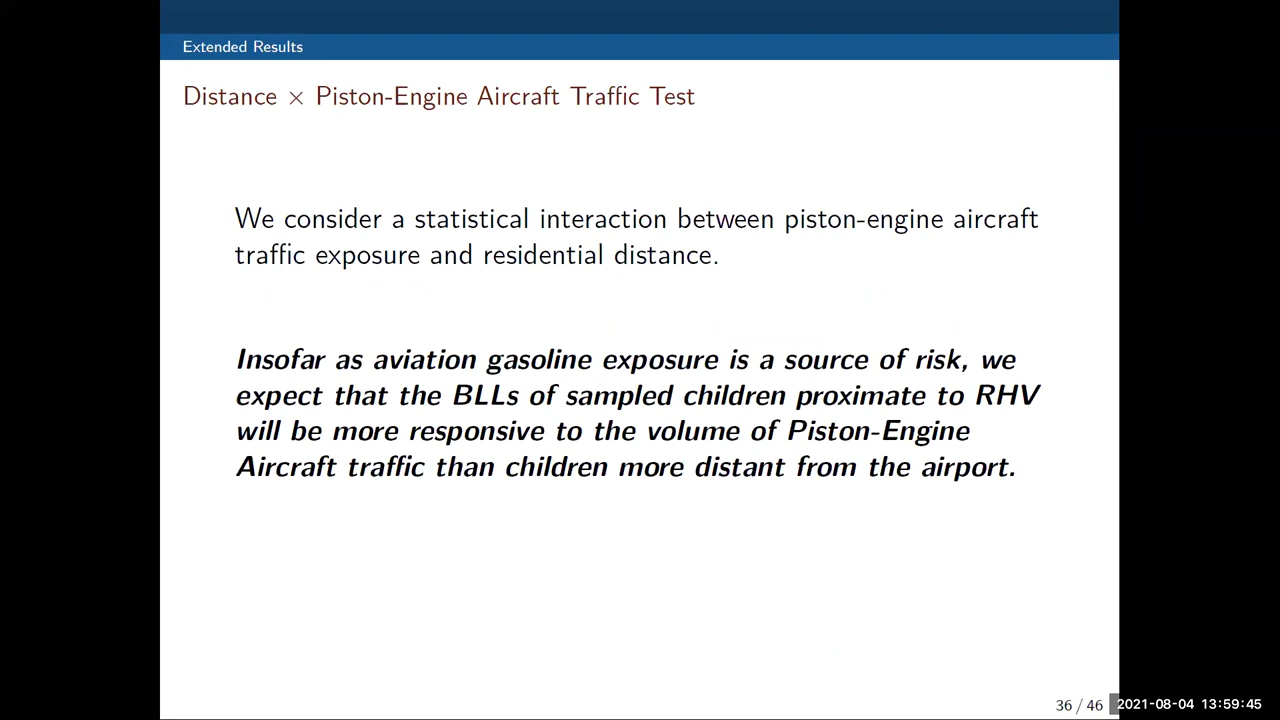 Extended Results
Distance × Piston-Engine Aircraft Traffic Test
We consider a statistical interaction between piston-engine aircraft
traffic exposure and residential distance.
Insofar as aviation gasoline exposure is a source of risk, we
expect that the BLLs of sampled children proximate to RHV
will be more responsive to the volume of Piston-Engine
Aircraft traffic than children more distant from the airport.
36 / 46
2021-08-04 13:59:45